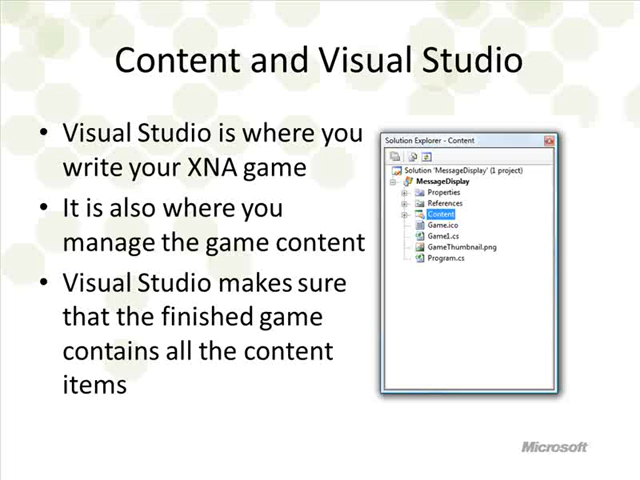 Content and Visual Studio
• Visual Studio is where you
write your XNA game
• It is also where you
manage the game content
• Visual Studio makes sure
that the finished game
contains all the content
items
Solution Explorer - Content
Solution 'MessageDisplay' (1 project)
MessageDisplay
Properties
References
Content
Game.ico
Game1.cs
GameThumbnail.png
Program.cs
Microsoft